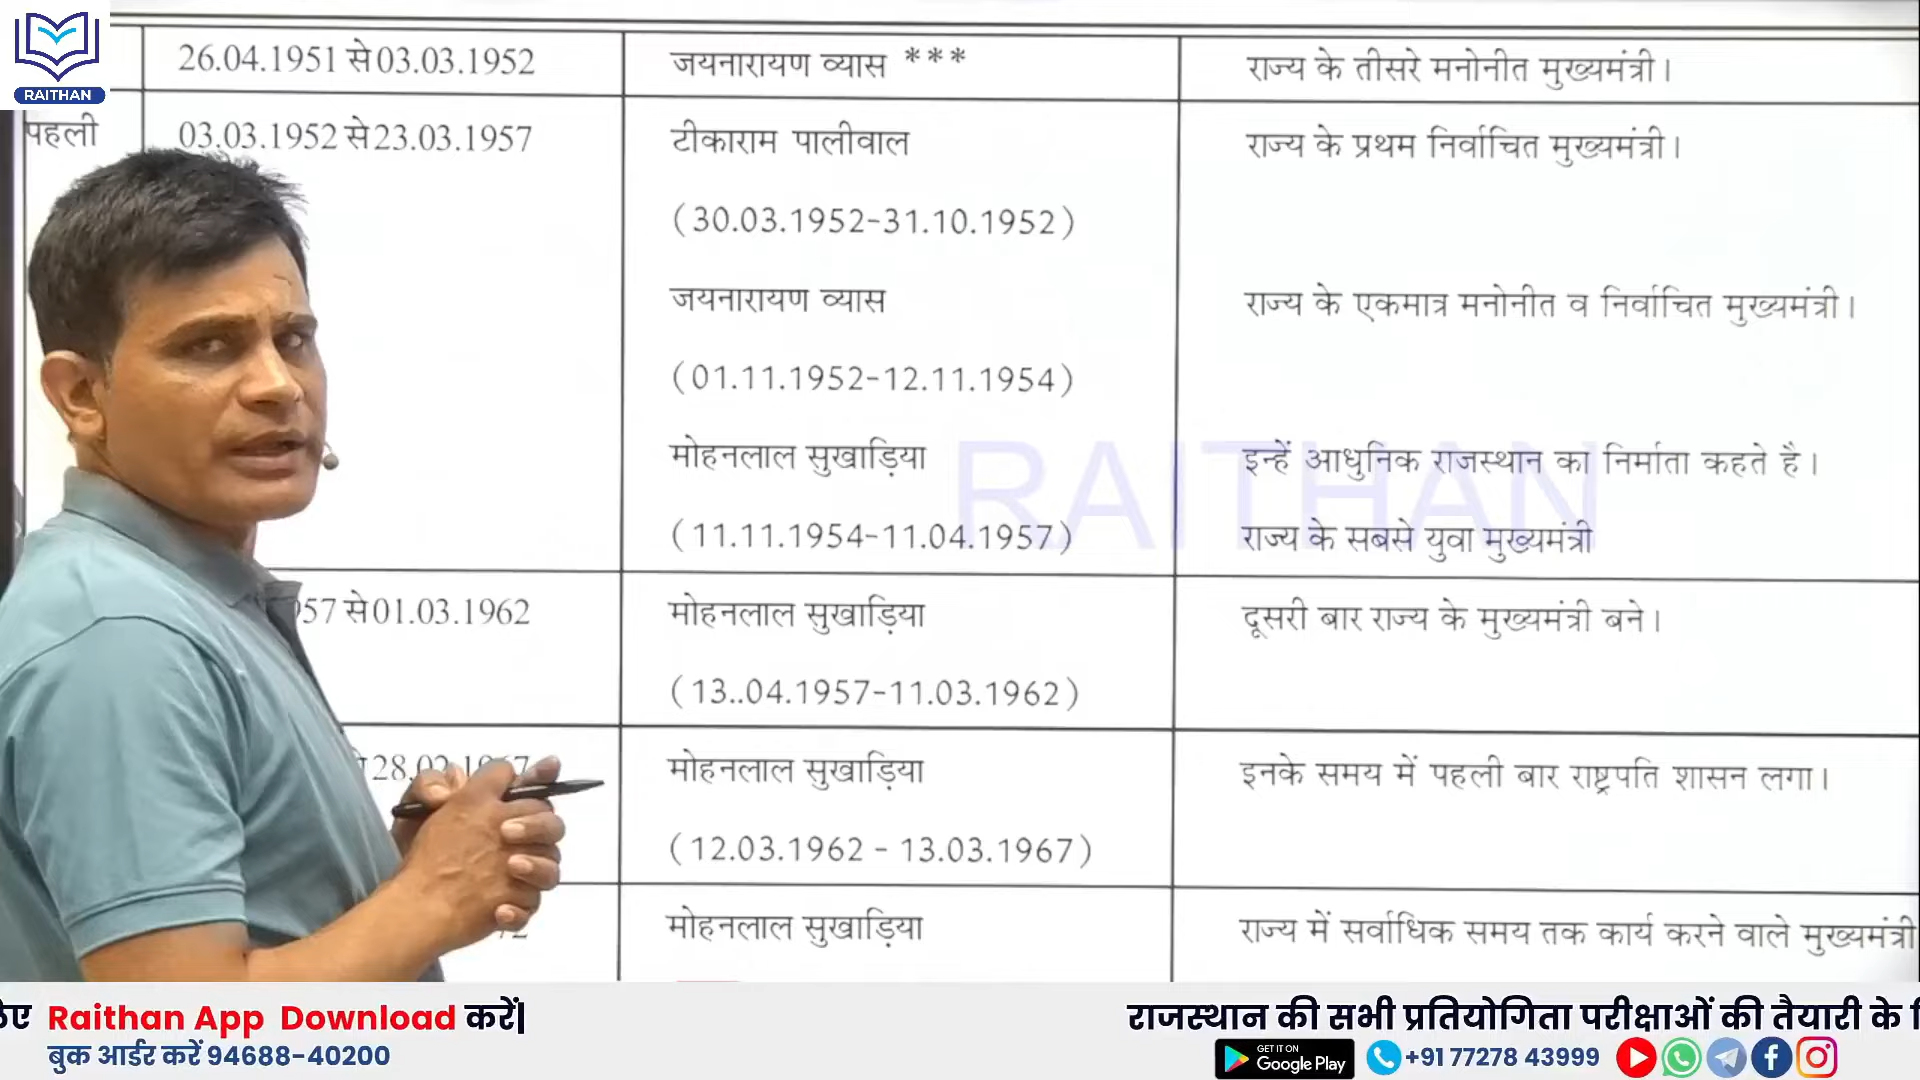 RAITHAN
26.04.1951 से 03.03.1952
जयनारायण व्यास ***
राज्य के तीसरे मनोनीत मुख्यमंत्री।
पहली
03.03.1952 से 23.03.1957
टीकाराम पालीवाल
राज्य के प्रथम निर्वाचित मुख्यमंत्री।
(30.03.1952-31.10.1952)
जयनारायण व्यास
राज्य के एकमात्र मनोनीत व निर्वाचित मुख्यमंत्री।
(01.11.1952-12.11.1954)
मोहनलाल सुखाड़िया
इन्हें आधुनिक राजस्थान का निर्माता कहते है।
RAITHAN
(11.11.1954-11.04.1957)
राज्य के सबसे युवा मुख्यमंत्री
57 से 01.03.1962
मोहनलाल सुखाड़िया
दूसरी बार राज्य के मुख्यमंत्री बने।
(13..04.1957-11.03.1962)
मोहनलाल सुखाड़िया
इनके समय में पहली बार राष्ट्रपति शासन लगा।
(12.03.1962 - 13.03.1967)
मोहनलाल सुखाड़िया
राज्य में सर्वाधिक समय तक कार्य करने वाले मुख्यमंत्री
Raithan App Download करें|
राजस्थान की सभी प्रतियोगिता परीक्षाओं की तैयारी के
बुक आर्डर करें 94688-40200
GET IT ON
Google Play
+91 77278 43999